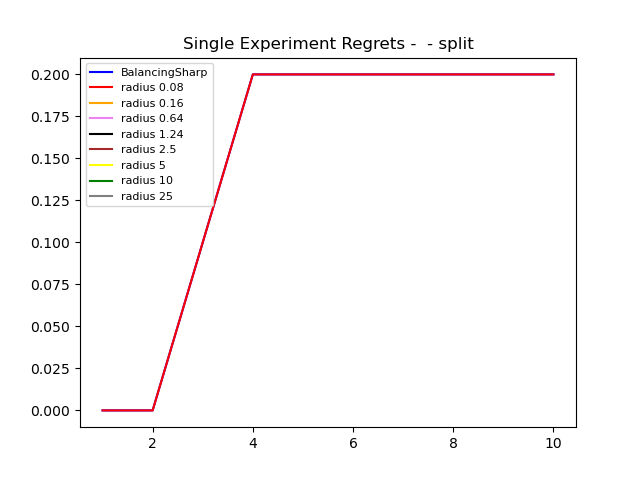 Single Experiment Regrets -  - split
BalancingSharp
radius 0.08
radius 0.16
radius 0.64
radius 1.24
radius 2.5
radius 5
radius 10
radius 25
0.200
0.175
0.150
0.125
0.100
0.075
0.050
0.025
0.000
2 4 6 8 10